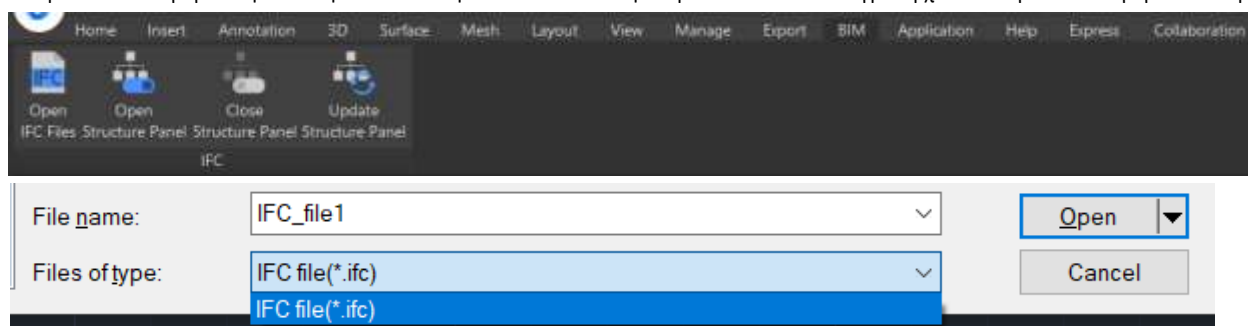 Home Insert Annotation 3D Surface Mesh Layout View Manage Export BIM Application Help Express Collaboration
IFC
Open Open Close Update
IFC Files Structure Panel Structure Panel Structure Panel
IFC
File name: IFC_file1 Open
Files of type: IFC file(*.ifc) Cancel
IFC file(*.ifc)